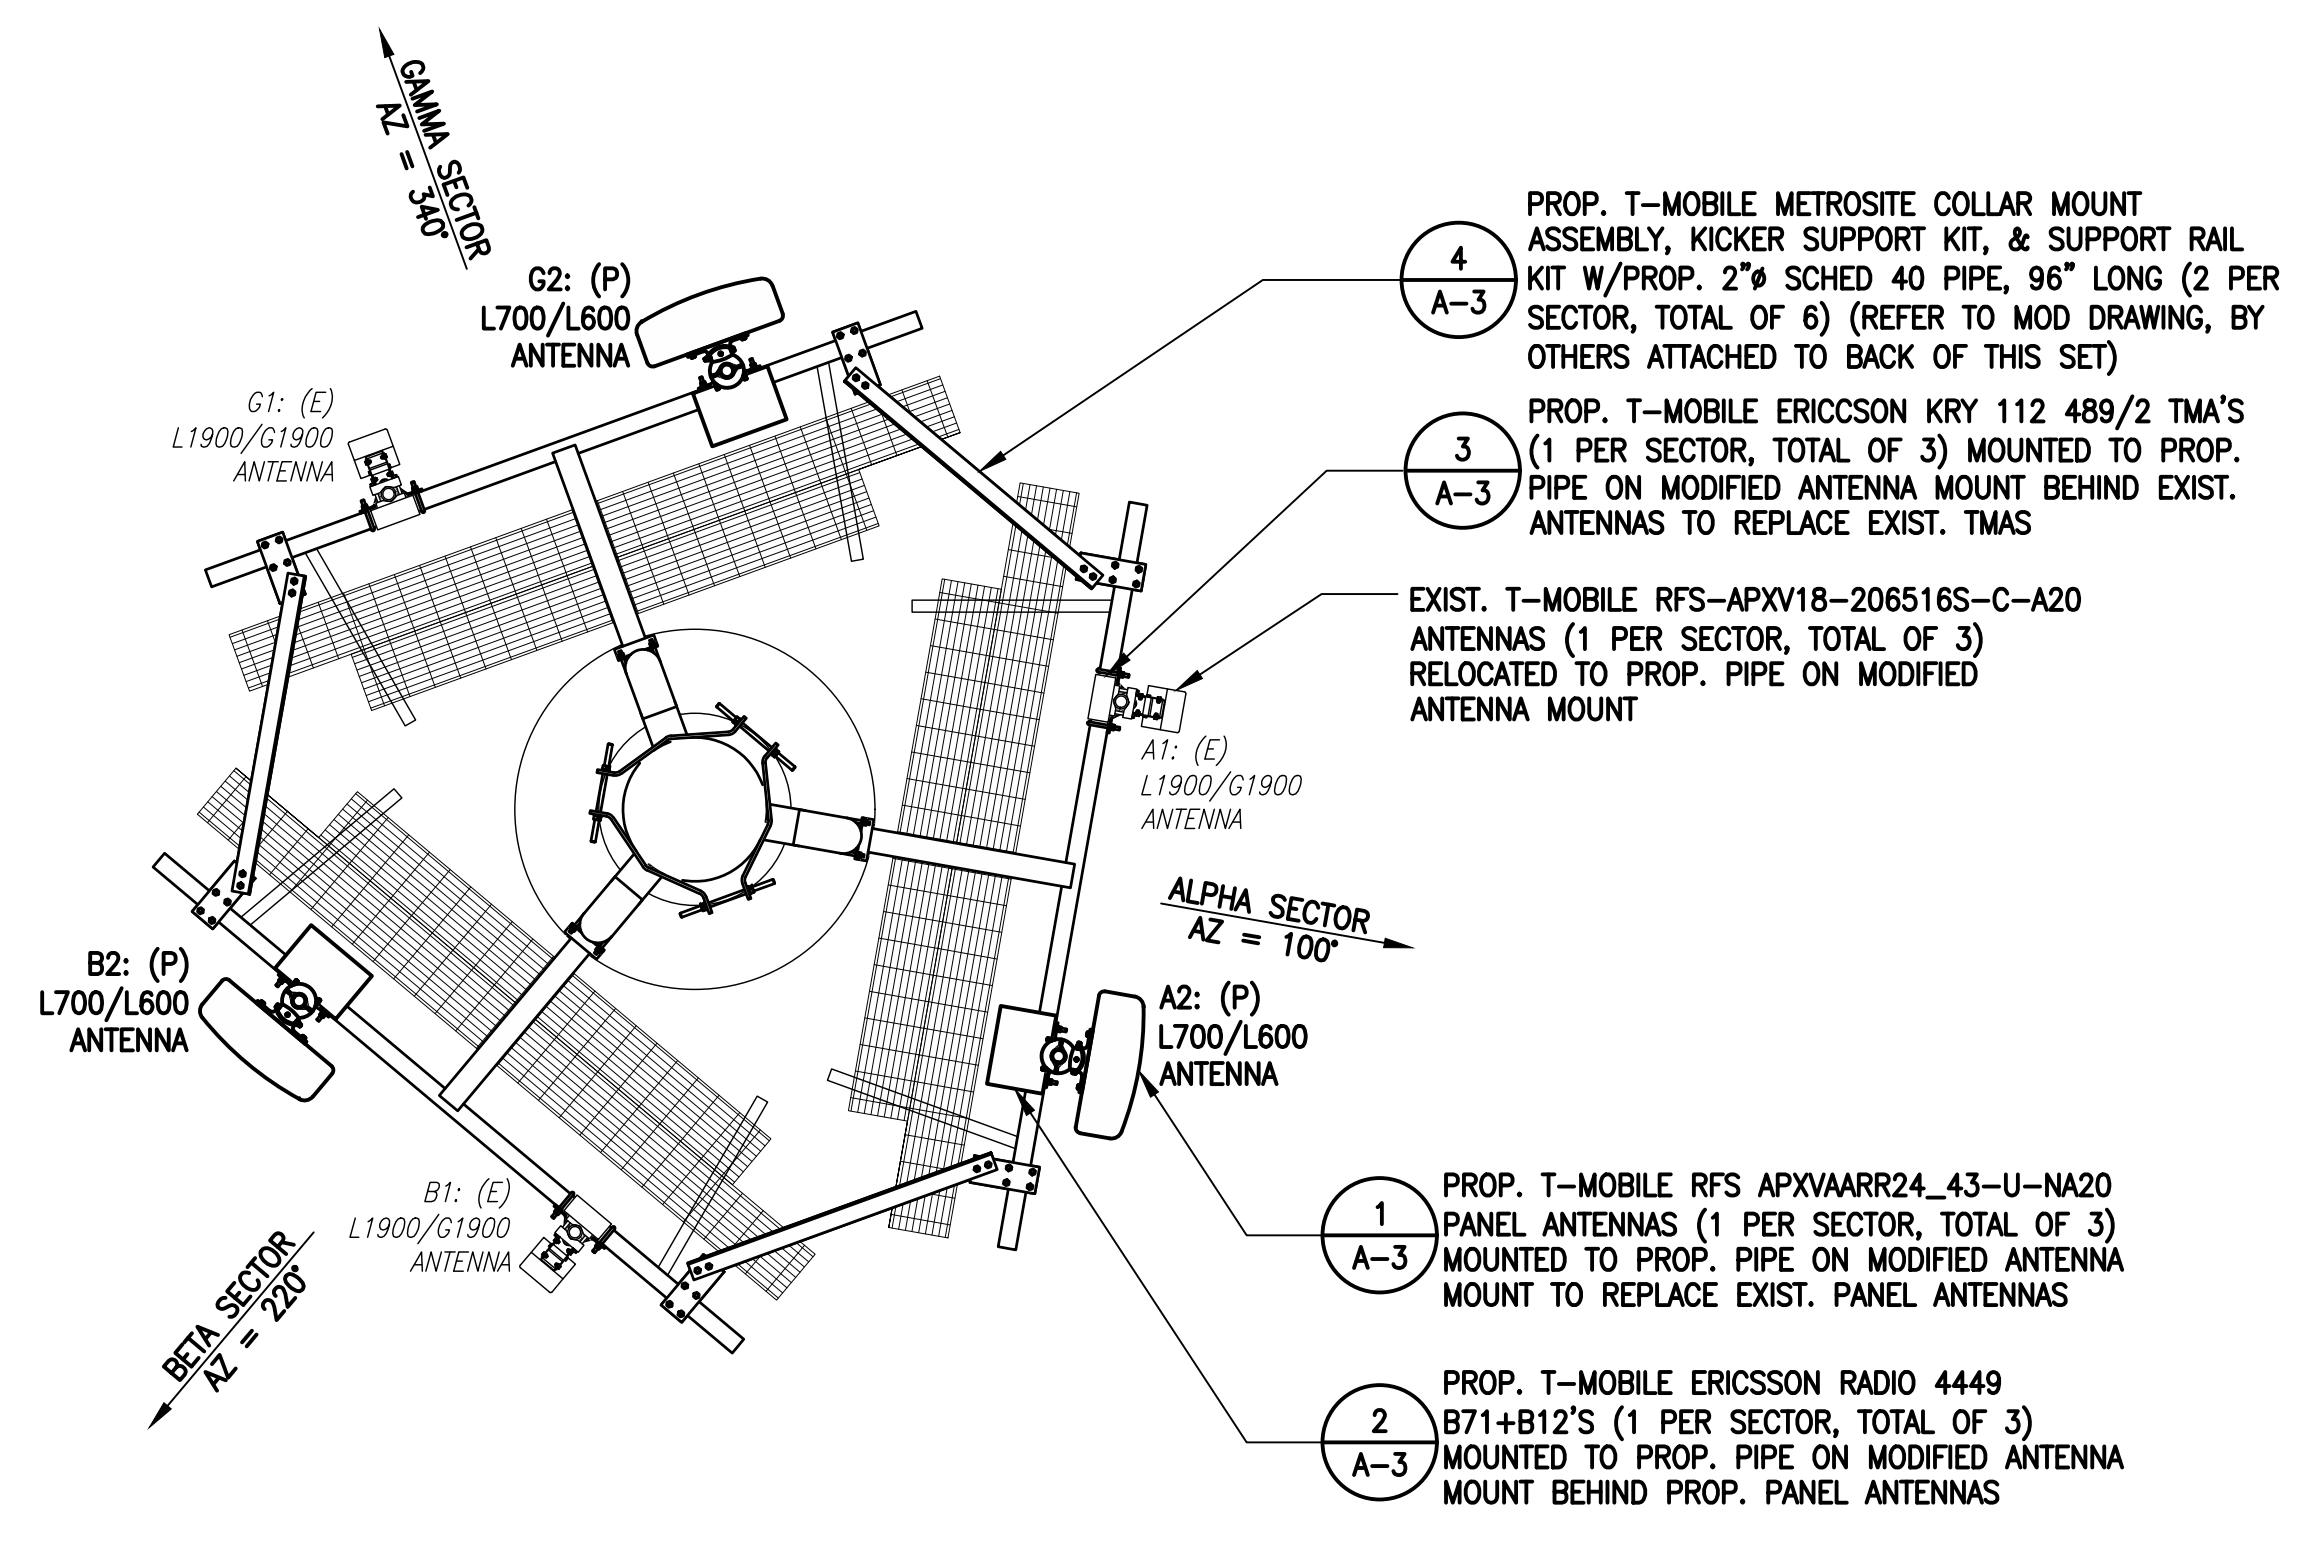 GAMMA SECTOR
AZ = 340°
G2: (P)
L700/L600
ANTENNA
G1: (E)
L1900/G1900
ANTENNA
4
A-3
PROP. T-MOBILE METROSITE COLLAR MOUNT
ASSEMBLY, KICKER SUPPORT KIT, & SUPPORT RAIL
KIT W/PROP. 2"ø SCHED 40 PIPE, 96" LONG (2 PER
SECTOR, TOTAL OF 6) (REFER TO MOD DRAWING, BY
OTHERS ATTACHED TO BACK OF THIS SET)
3
A-3
PROP. T-MOBILE ERICCSON KRY 112 489/2 TMA'S
(1 PER SECTOR, TOTAL OF 3) MOUNTED TO PROP.
PIPE ON MODIFIED ANTENNA MOUNT BEHIND EXIST.
ANTENNAS TO REPLACE EXIST. TMAS
EXIST. T-MOBILE RFS-APXV18-206516S-C-A20
ANTENNAS (1 PER SECTOR, TOTAL OF 3)
RELOCATED TO PROP. PIPE ON MODIFIED
ANTENNA MOUNT
A1: (E)
L1900/G1900
ANTENNA
ALPHA SECTOR
AZ = 100°
B2: (P)
L700/L600
ANTENNA
A2: (P)
L700/L600
ANTENNA
B1: (E)
L1900/G1900
ANTENNA
BETA SECTOR
AZ = 220°
1
A-3
PROP. T-MOBILE RFS APXVAARR24_43-U-NA20
PANEL ANTENNAS (1 PER SECTOR, TOTAL OF 3)
MOUNTED TO PROP. PIPE ON MODIFIED ANTENNA
MOUNT TO REPLACE EXIST. PANEL ANTENNAS
2
A-3
PROP. T-MOBILE ERICSSON RADIO 4449
B71+B12'S (1 PER SECTOR, TOTAL OF 3)
MOUNTED TO PROP. PIPE ON MODIFIED ANTENNA
MOUNT BEHIND PROP. PANEL ANTENNAS